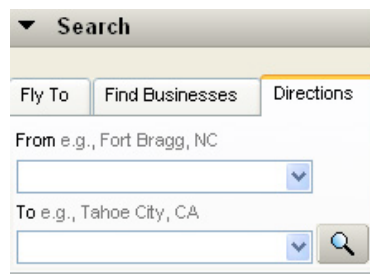 Search
Fly To Find Businesses Directions
From e.g., Fort Bragg, NC
To e.g., Tahoe City, CA